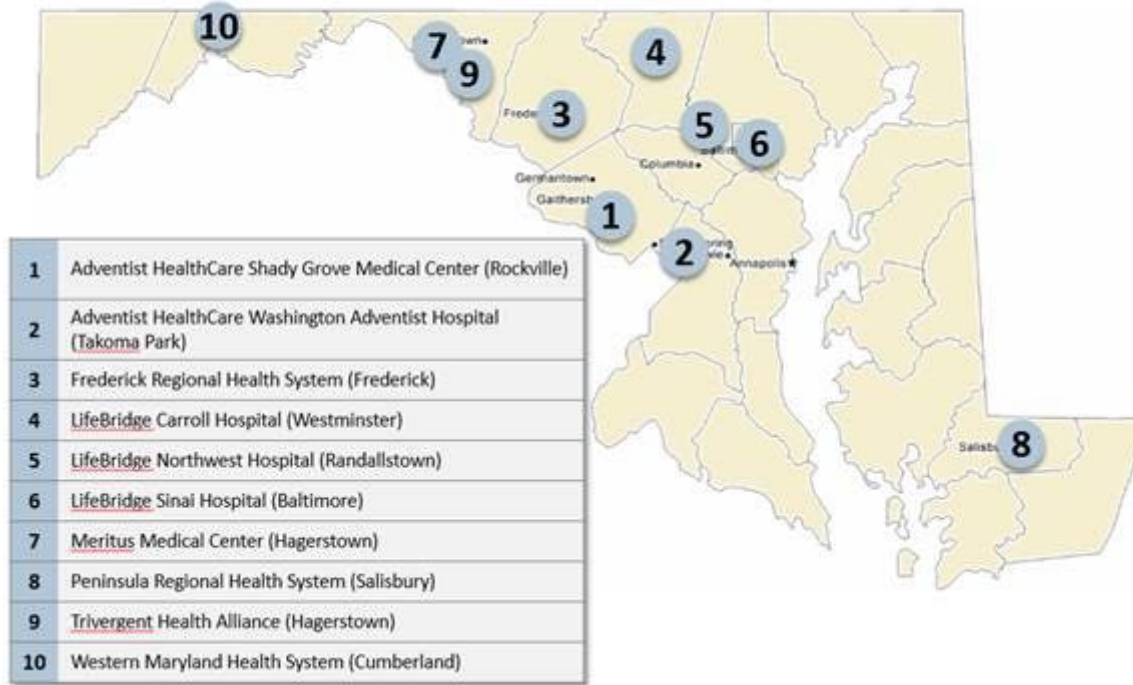 10
7
own
9
4
Frede
3
5
Baltim
6
Columbia
Germantown
Gaithersb
1
2
ring
Annapolis
Salisbu
8
1 Adventist HealthCare Shady Grove Medical Center (Rockville)
2 Adventist HealthCare Washington Adventist Hospital
(Takoma Park)
3 Frederick Regional Health System (Frederick)
4 LifeBridge Carroll Hospital (Westminster)
5 LifeBridge Northwest Hospital (Randallstown)
6 LifeBridge Sinai Hospital (Baltimore)
7 Meritus Medical Center (Hagerstown)
8 Peninsula Regional Health System (Salisbury)
9 Trivergent Health Alliance (Hagerstown)
10 Western Maryland Health System (Cumberland)